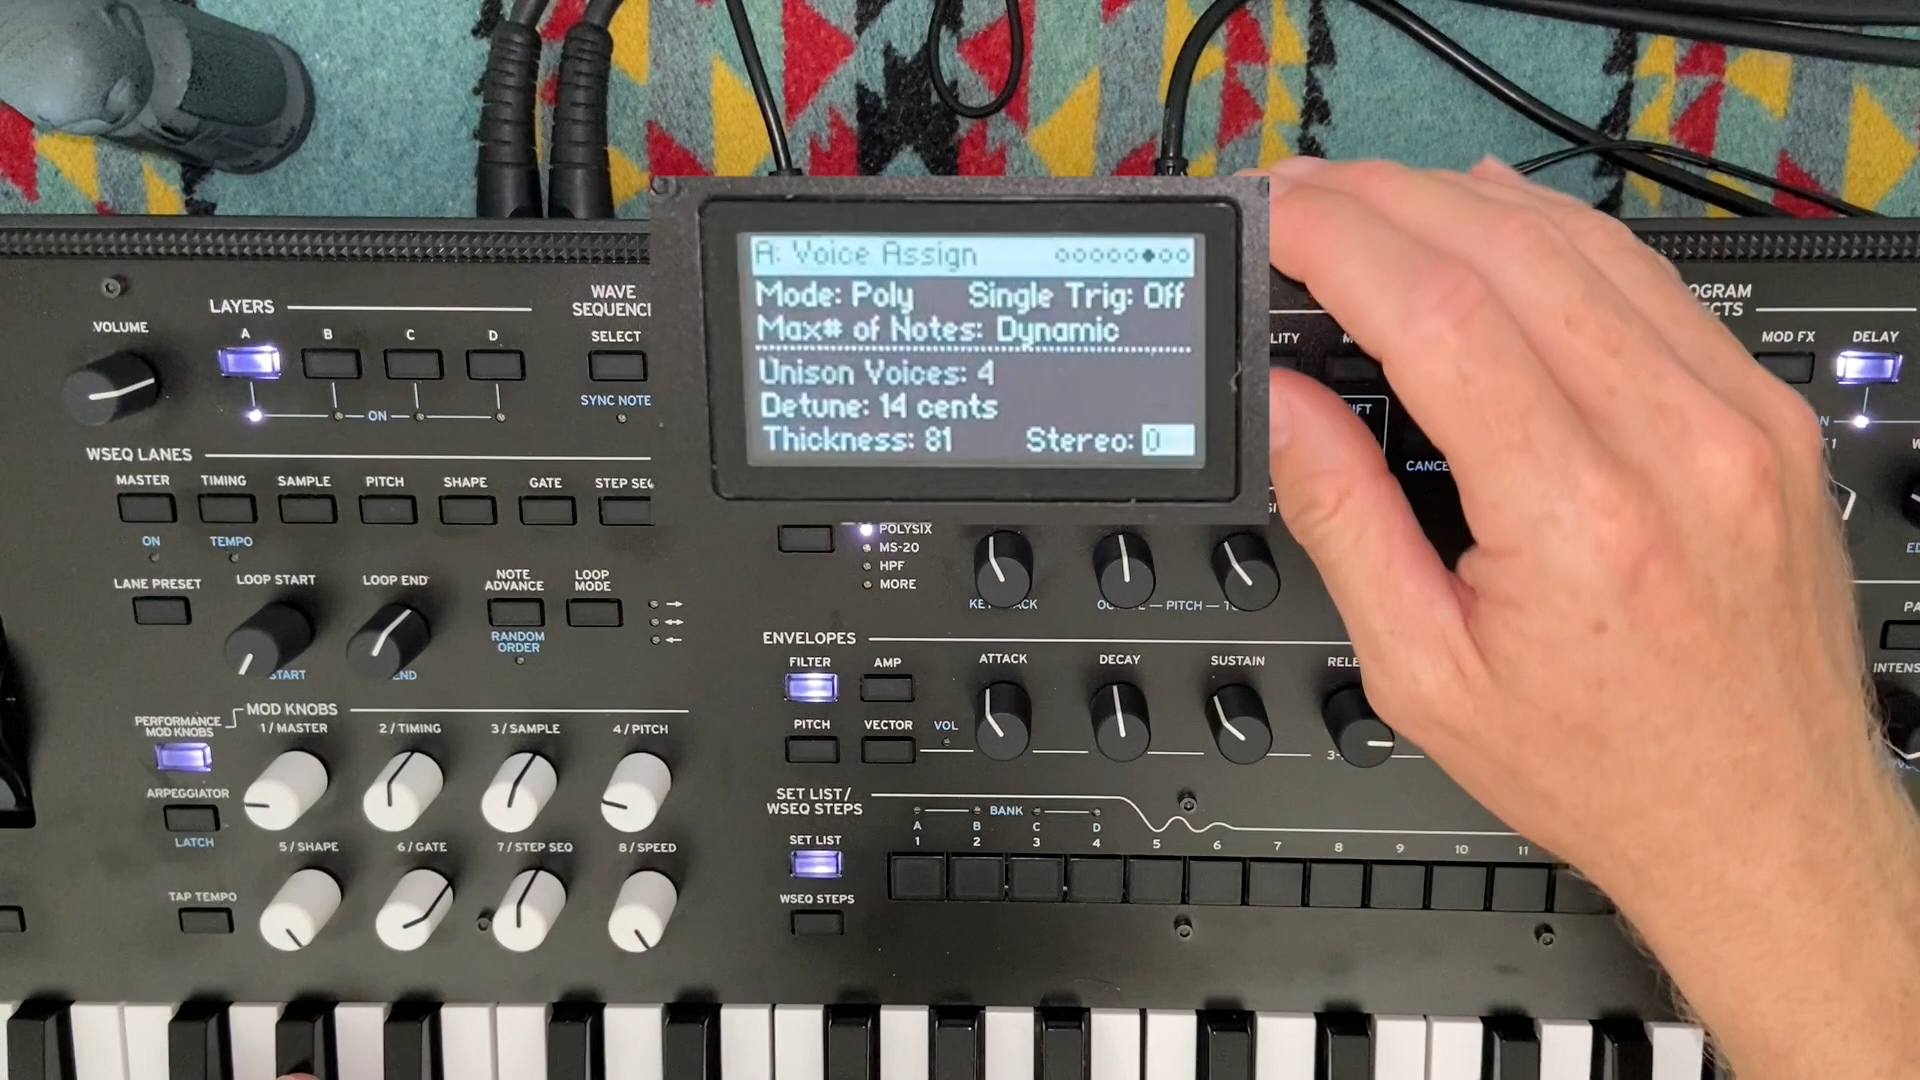 A: Voice Assign
Mode: Poly Single Trig: Off
Max# of Notes: Dynamic
Unison Voices: 4
Detune: 14 cents
Thickness: 81 Stereo: 0
VOLUME
LAYERS
A B C D
ON
WAVE
SELECT
SYNC NOTE
WSEQ LANES
MASTER TIMING SAMPLE PITCH SHAPE GATE STEP
ON TEMPO
LANE PRESET
LOOP START LOOP END
START
NOTE
ADVANCE
RANDOM
ORDER
LOOP
MODE
PERFORMANCE
MOD KNOBS
MOD KNOBS
1 / MASTER 2 / TIMING 3 / SAMPLE 4 / PITCH
ARPEGGIATOR
LATCH
5 / SHAPE 6 / GATE 7 / STEP SEQ 8 / SPEED
TAP TEMPO
POLYSIX
MS-20
HPF
MORE
PITCH
ENVELOPES
FILTER AMP
PITCH VECTOR
VOL
ATTACK DECAY SUSTAIN
SET LIST/
WSEQ STEPS
BANK
A B C D
1 2 3 4 5 6 7 8 9 10 11
SET LIST
WSEQ STEPS
MOD FX DELAY